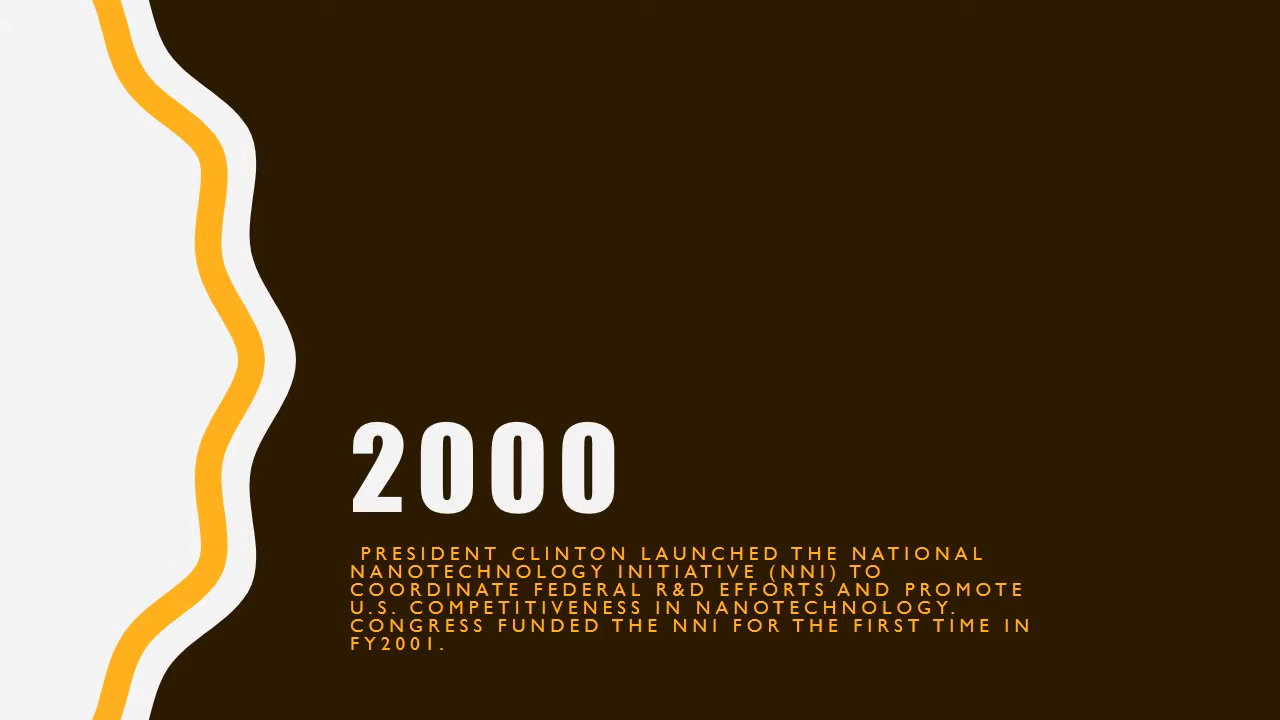 2000
PRESIDENT CLINTON LAUNCHED THE NATIONAL
NANOTECHNOLOGY INITIATIVE (NNI) TO
COORDINATE FEDERAL R&D EFFORTS AND PROMOTE
U.S. COMPETITIVENESS IN NANOTECHNOLOGY.
CONGRESS FUNDED THE NNI FOR THE FIRST TIME IN
FY2001.